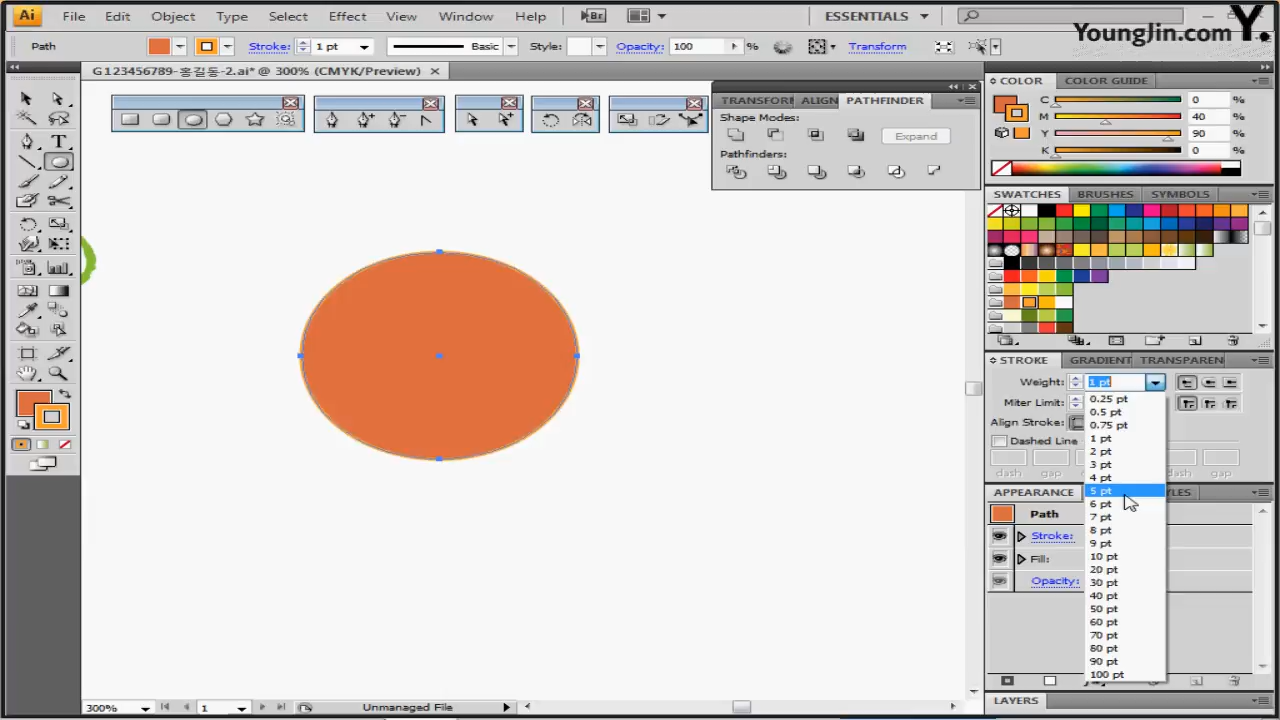 Ai File Edit Object Type Select Effect View Window Help Br ESSENTIALS
YoungJin.com Y.
Path Stroke: 1 pt Basic Style: Opacity: 100 % Transform
G123456789-홍길동-2.ai* @ 300% (CMYK/Preview)
TRANSFORM ALIGN PATHFINDER
Shape Modes:
Expand
Pathfinders:
COLOR COLOR GUIDE
C 0 %
M 40 %
Y 90 %
K 0 %
SWATCHES BRUSHES SYMBOLS
STROKE GRADIENT TRANSPAREN
Weight: 1 pt
Miter Limit:
Align Stroke:
Dashed Line
dash gap dash gap
0.25 pt
0.5 pt
0.75 pt
1 pt
2 pt
3 pt
4 pt
5 pt
6 pt
7 pt
8 pt
9 pt
10 pt
20 pt
30 pt
40 pt
50 pt
60 pt
70 pt
80 pt
90 pt
100 pt
APPEARANCE YLES
Path
Stroke:
Fill:
Opacity:
LAYERS
300% 1 Unmanaged File